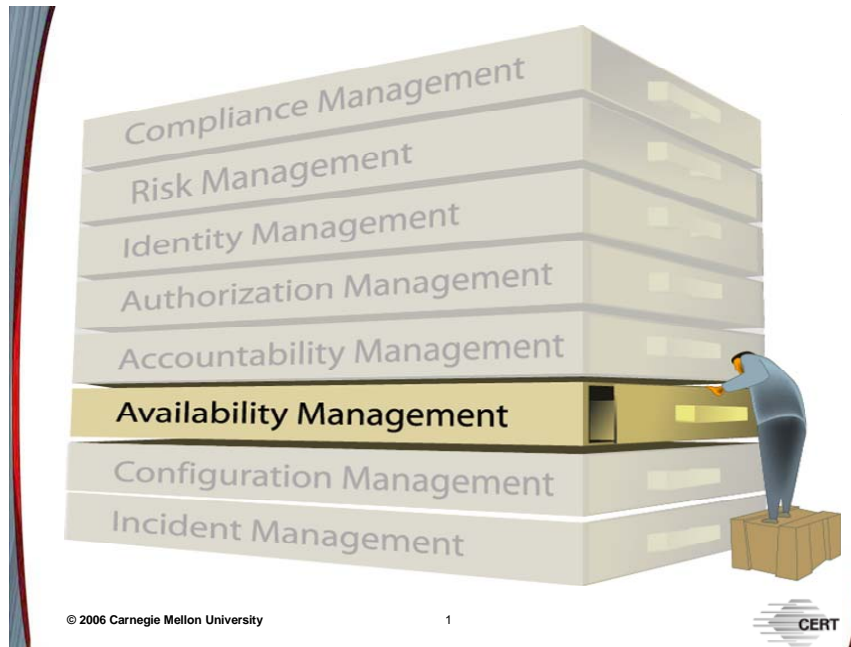 Compliance Management
Risk Management
Identity Management
Authorization Management
Accountability Management
Availability Management
Configuration Management
Incident Management
© 2006 Carnegie Mellon University
1
CERT